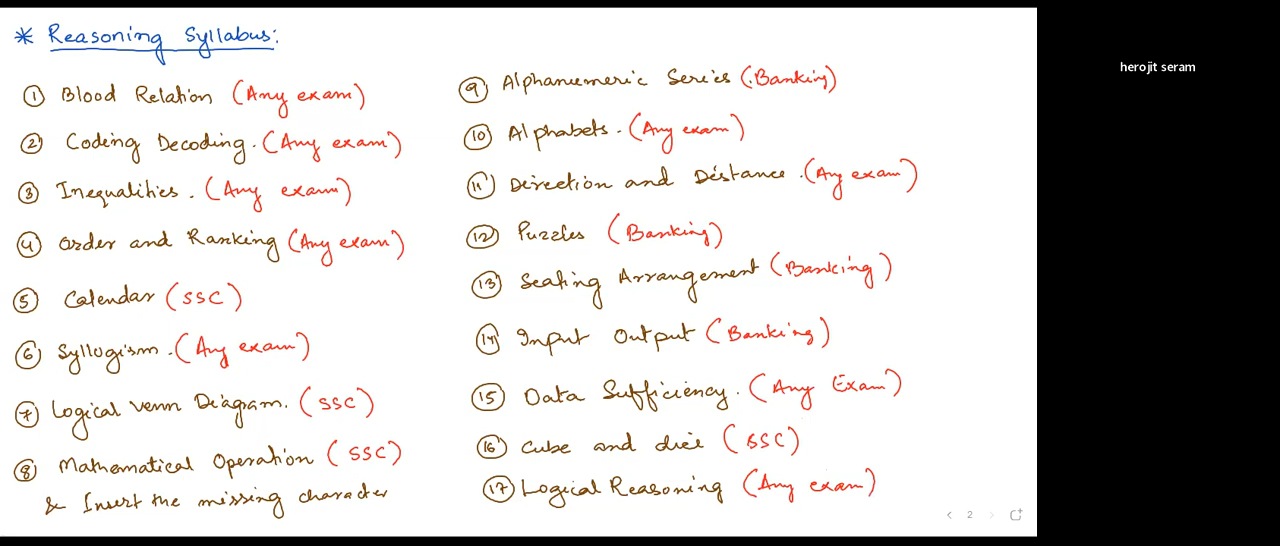 * Reasoning Syllabus:
① Blood Relation (Any exam)
② Coding Decoding. (Any exam)
③ Inequalities. (Any exam)
④ Order and Ranking (Any exam)
⑤ Calendar (SSC)
⑥ Syllogism. (Any exam)
⑦ Logical Venn Diagram. (SSC)
⑧ Mathematical Operation (SSC)
& Insert the missing character
⑨ Alphanumeric Series (Banking)
⑩ Alphabets. (Any exam)
⑪ Direction and Distance. (Any exam)
⑫ Puzzles (Banking)
⑬ Seating Arrangement (Banking)
⑭ Input Output (Banking)
⑮ Data Sufficiency. (Any Exam)
⑯ Cube and dice (SSC)
⑰ Logical Reasoning (Any exam)
< 2 >
herojit seram